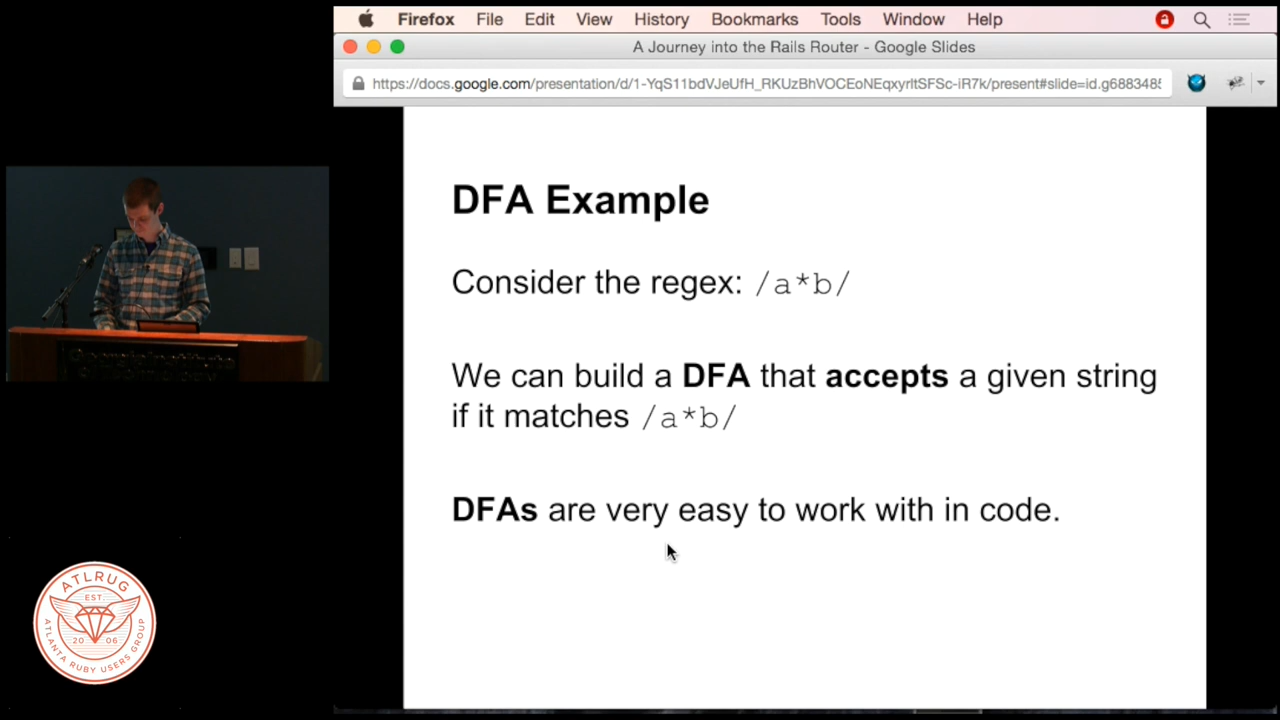 Firefox File Edit View History Bookmarks Tools Window Help
A Journey into the Rails Router - Google Slides
https://docs.google.com/presentation/d/1-YqS11bdVJeUfH_RKUzBhVOCEoNEqxyrltSFSc-iR7k/present#slide=id.g6883485
DFA Example
Consider the regex: /a*b/
We can build a DFA that accepts a given string
if it matches /a*b/
DFAs are very easy to work with in code.
ATLRUG
EST.
20 06
ATLANTA RUBY USERS GROUP